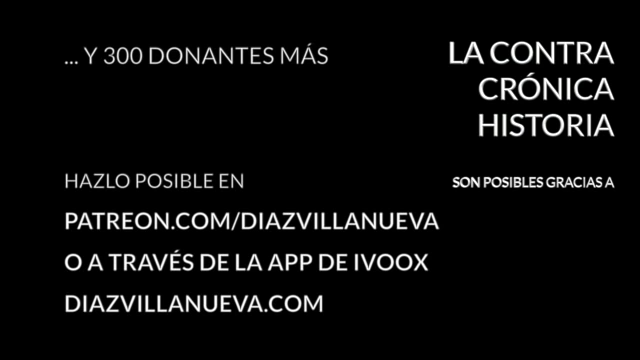 ... Y 300 DONANTES MÁS
LA CONTRA
CRÓNICA
HISTORIA
SON POSIBLES GRACIAS A
HAZLO POSIBLE EN
PATREON.COM/DIAZVILLANUEVA
O A TRAVÉS DE LA APP DE IVOOX
DIAZVILLANUEVA.COM